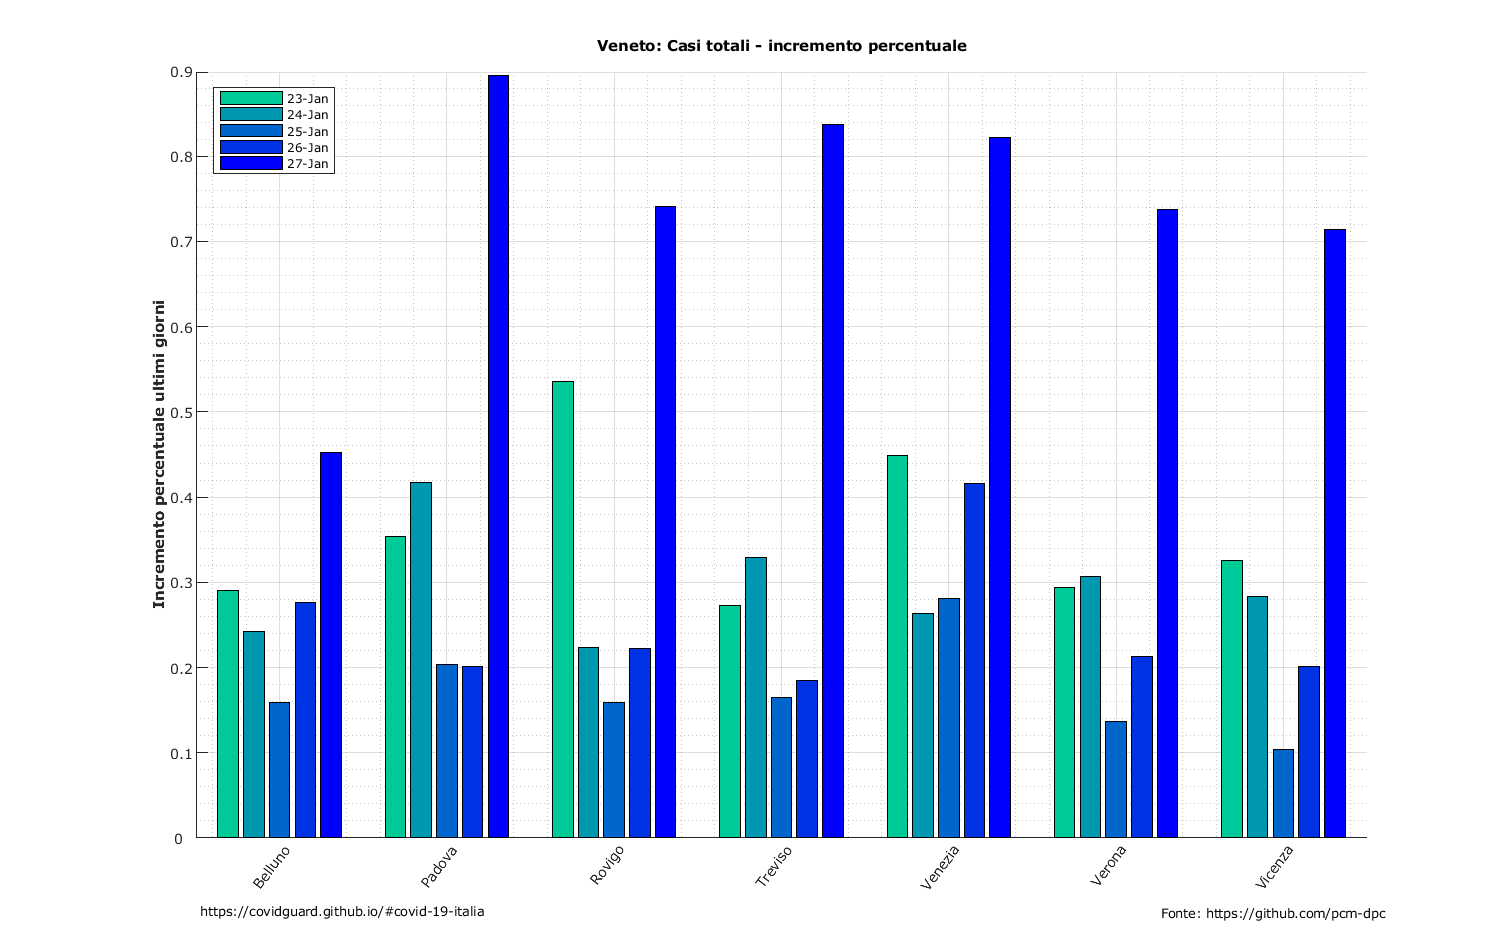 Veneto: Casi totali - incremento percentuale
Incremento percentuale ultimi giorni
0.9
0.8
0.7
0.6
0.5
0.4
0.3
0.2
0.1
0
23-Jan
24-Jan
25-Jan
26-Jan
27-Jan
Belluno
Padova
Rovigo
Treviso
Venezia
Verona
Vicenza
https://covidguard.github.io/#covid-19-italia
Fonte: https://github.com/pcm-dpc